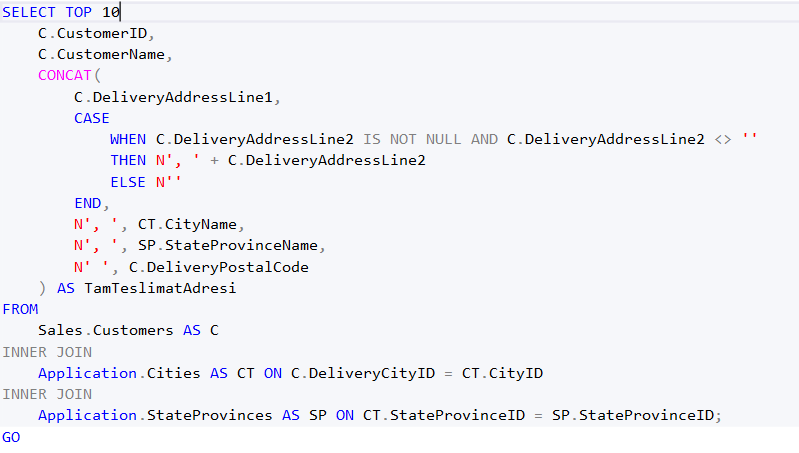 SELECT TOP 10
    C.CustomerID,
    C.CustomerName,
    CONCAT(
        C.DeliveryAddressLine1,
        CASE
            WHEN C.DeliveryAddressLine2 IS NOT NULL AND C.DeliveryAddressLine2 <> ''
            THEN N', ' + C.DeliveryAddressLine2
            ELSE N''
        END,
        N', ', CT.CityName,
        N', ', SP.StateProvinceName,
        N' ', C.DeliveryPostalCode
    ) AS TamTeslimatAdresi
FROM
    Sales.Customers AS C
INNER JOIN
    Application.Cities AS CT ON C.DeliveryCityID = CT.CityID
INNER JOIN
    Application.StateProvinces AS SP ON CT.StateProvinceID = SP.StateProvinceID;
GO